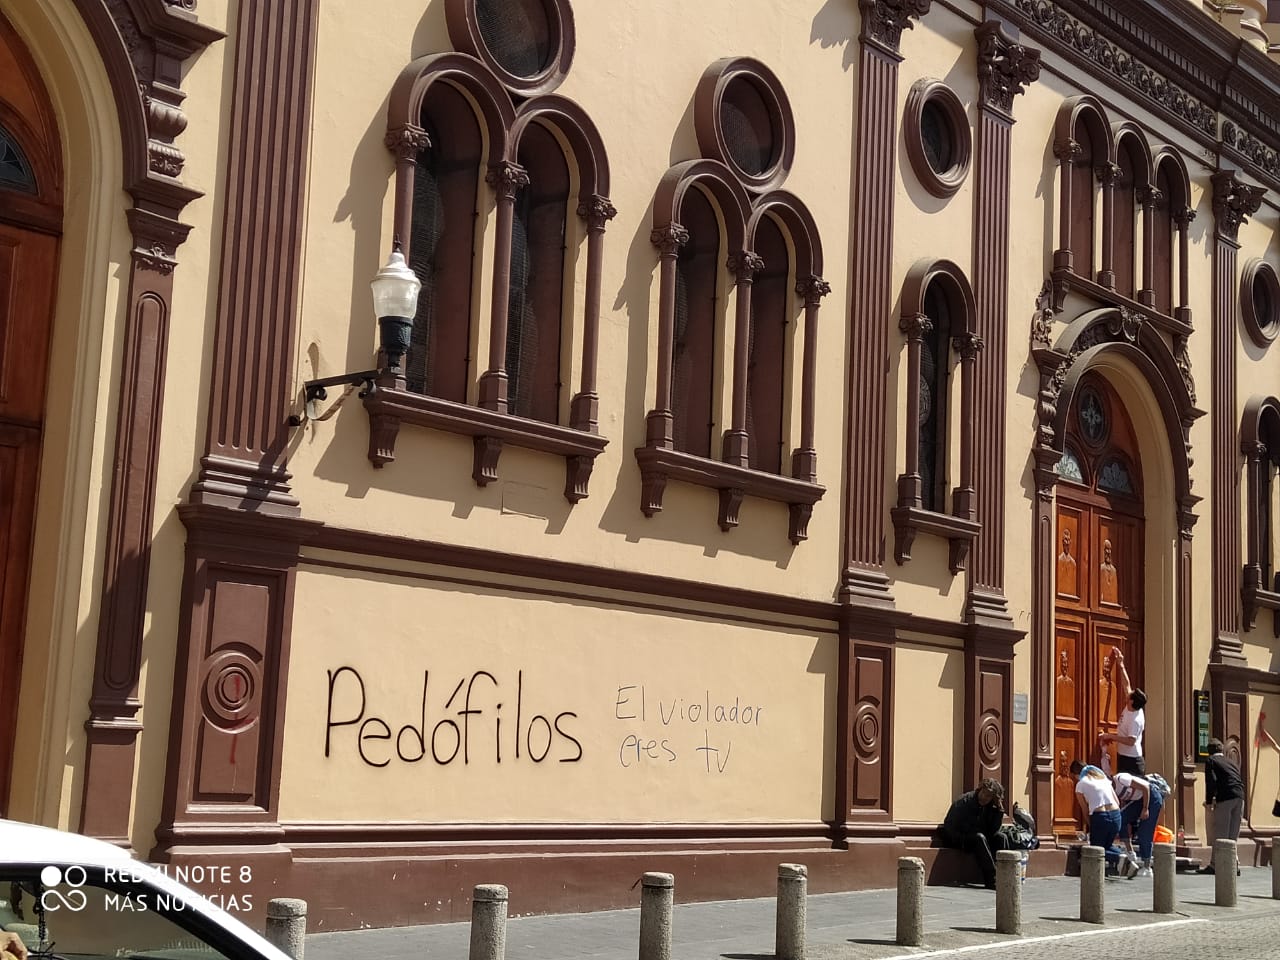 Pedófilos
El violador
eres tu
REDMI NOTE 8
MÁS NOTICIAS